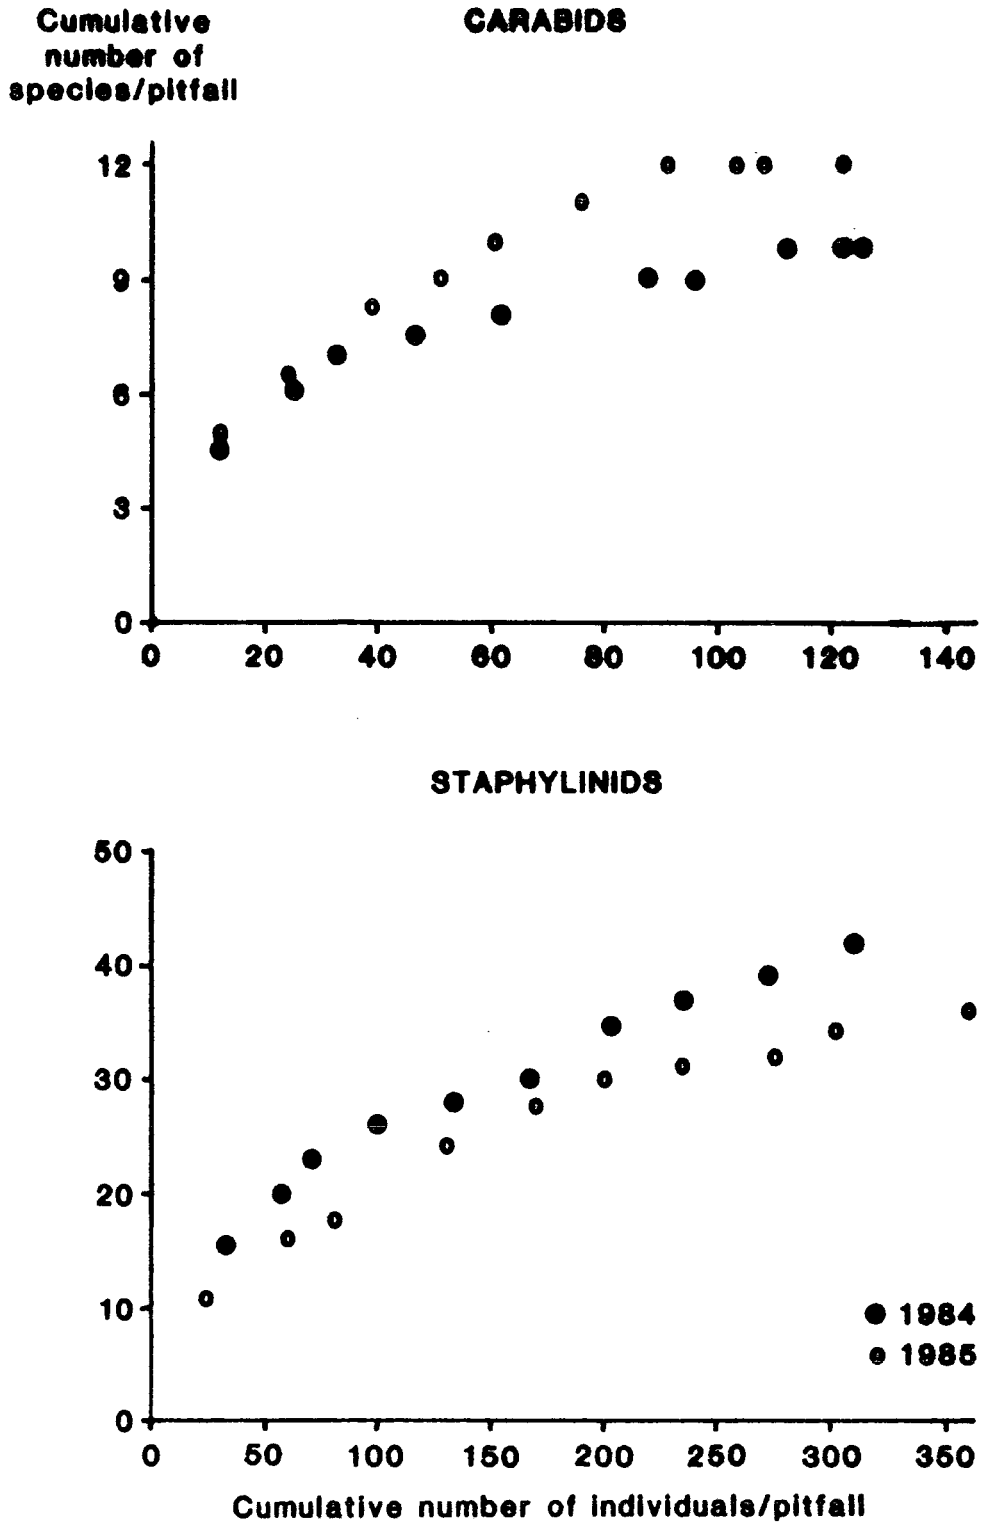 Cumulative
number of
species/pitfall
CARABIDS
12
9
6
3
0
0 20 40 60 80 100 120 140
STAPHYLINIDS
50
40
30
20
10
0
1984
1985
0 50 100 150 200 250 300 350
Cumulative number of individuals/pitfall